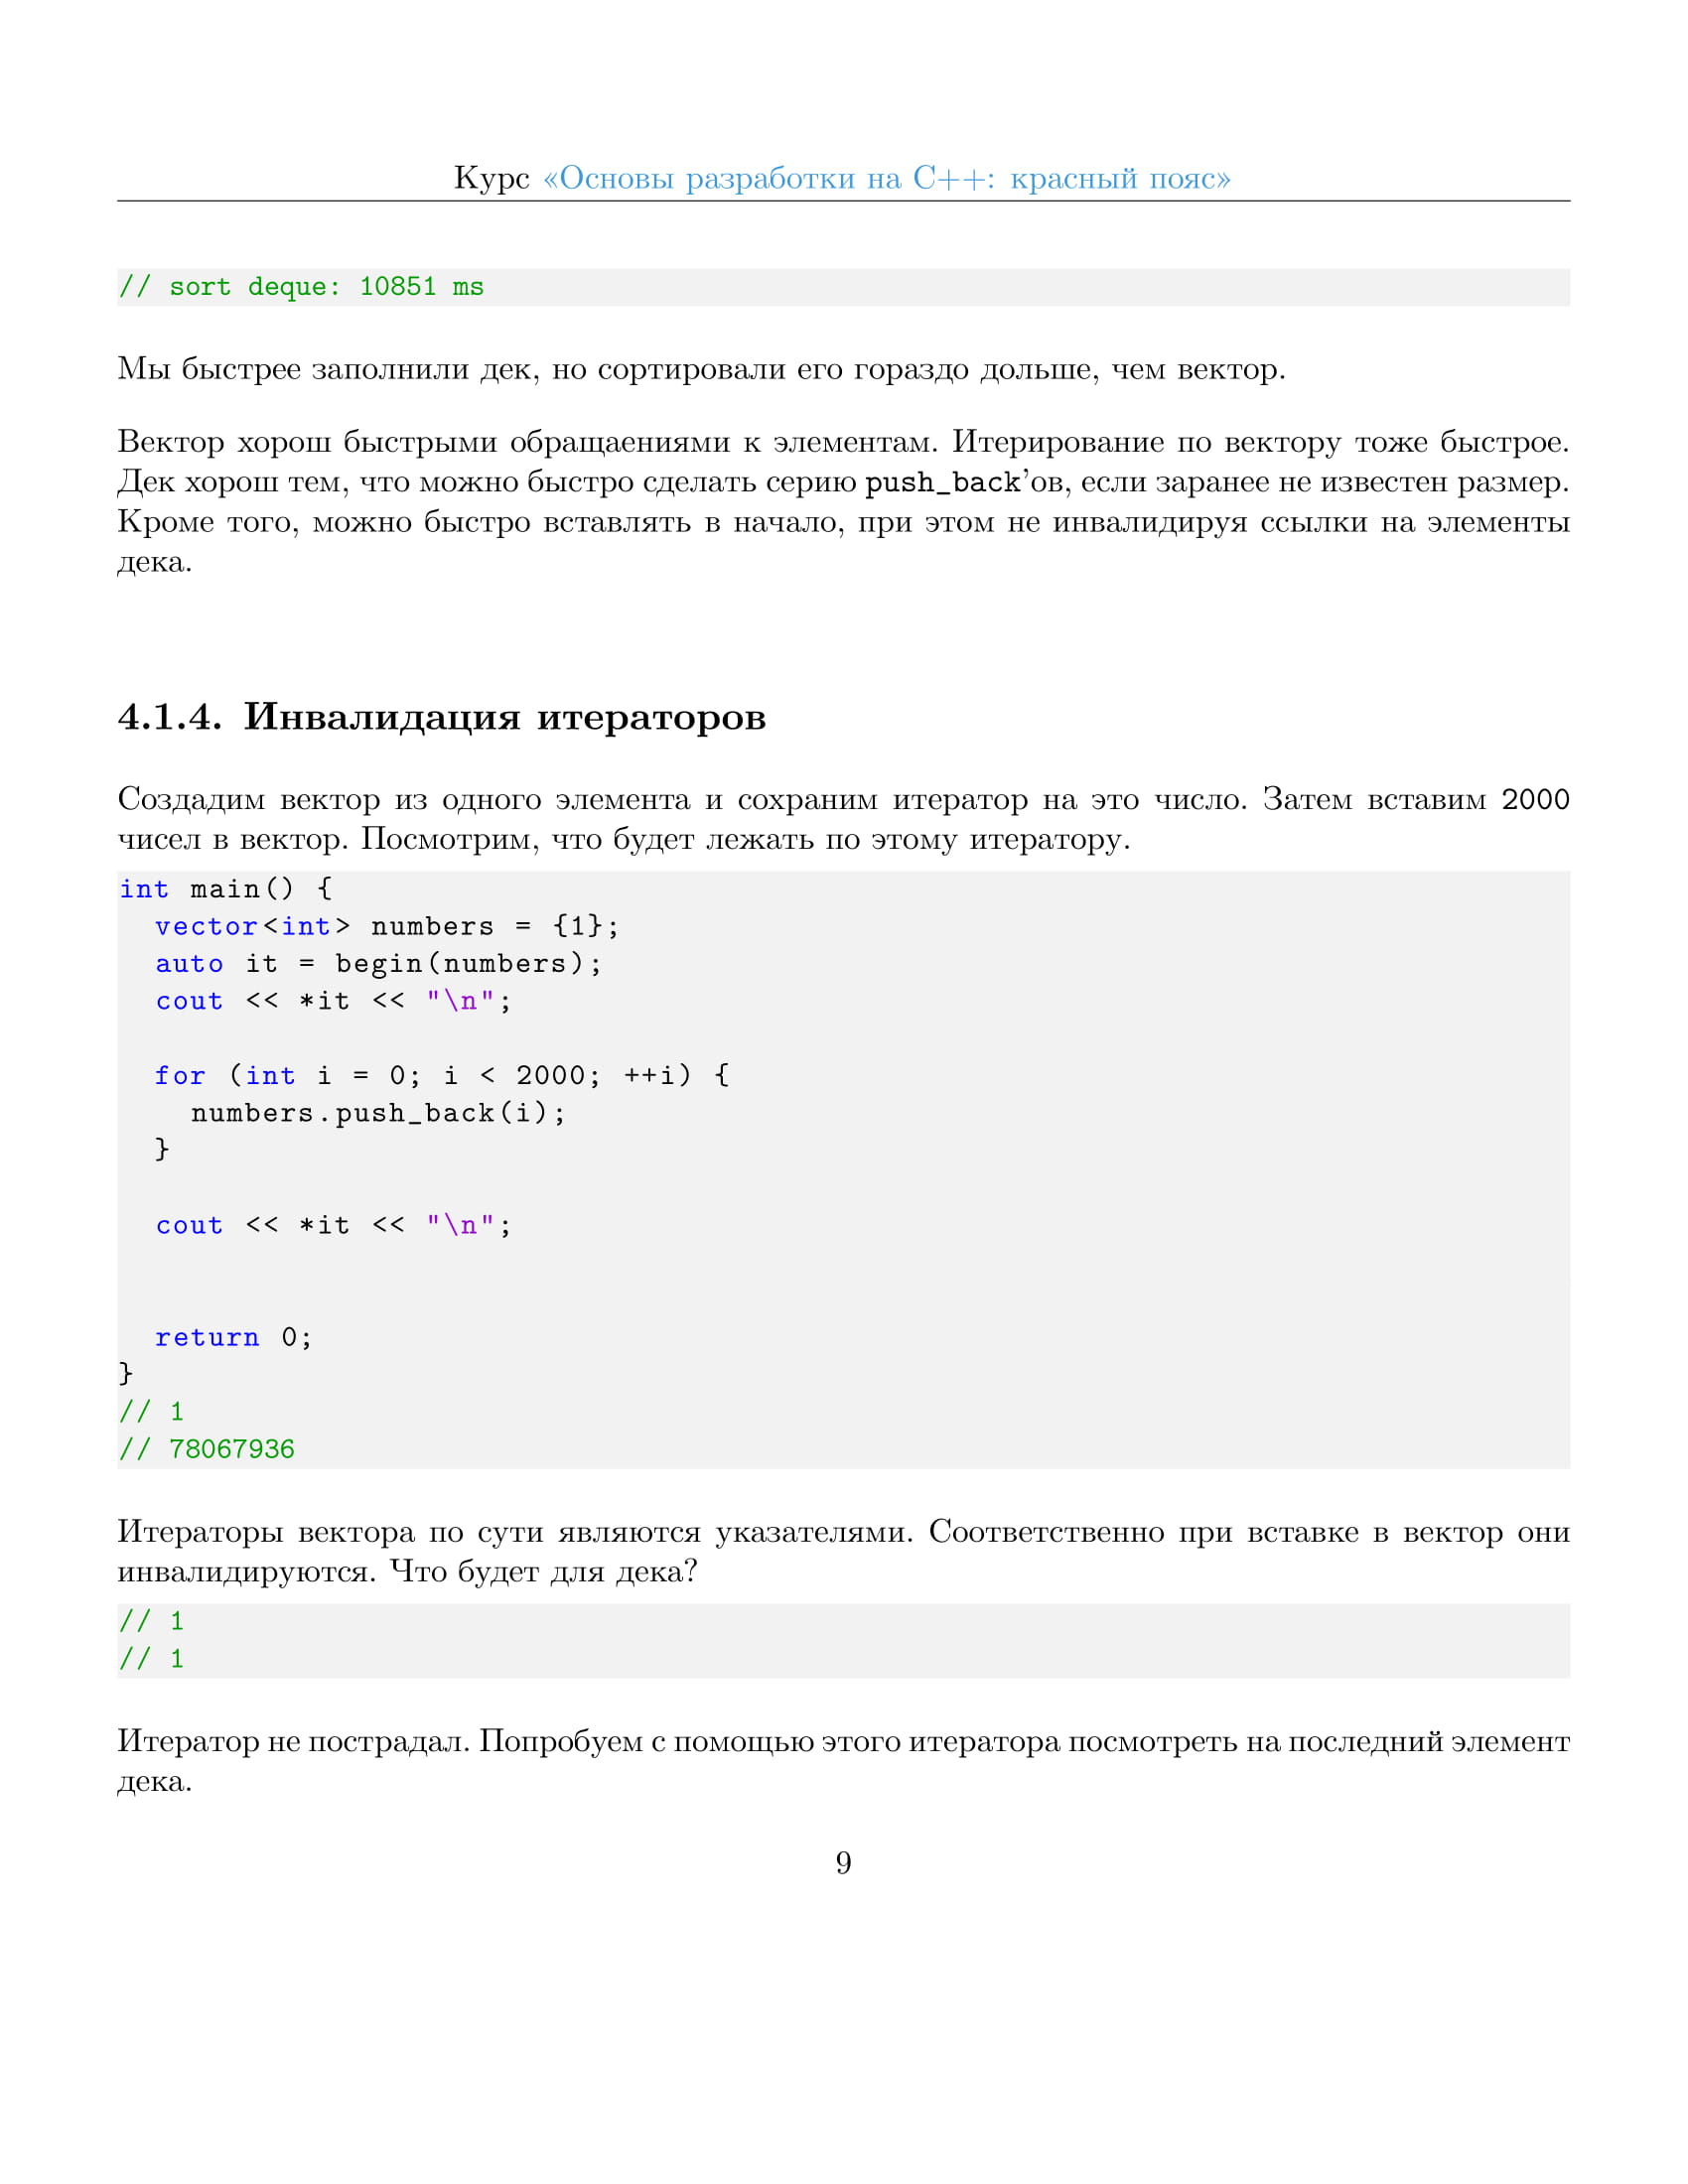 Курс «Основы разработки на C++: красный пояс»
// sort deque: 10851 ms
Мы быстрее заполнили дек, но сортировали его гораздо дольше, чем вектор.
Вектор хорош быстрыми обращаениями к элементам. Итерирование по вектору тоже быстрое.
Дек хорош тем, что можно быстро сделать серию push_back'ов, если заранее не известен размер.
Кроме того, можно быстро вставлять в начало, при этом не инвалидируя ссылки на элементы
дека.
4.1.4. Инвалидация итераторов
Создадим вектор из одного элемента и сохраним итератор на это число. Затем вставим 2000
чисел в вектор. Посмотрим, что будет лежать по этому итератору.
int main() {
  vector<int> numbers = {1};
  auto it = begin(numbers);
  cout << *it << "\n";
  for (int i = 0; i < 2000; ++i) {
    numbers.push_back(i);
  }
  cout << *it << "\n";
  return 0;
}
// 1
// 78067936
Итераторы вектора по сути являются указателями. Соответственно при вставке в вектор они
инвалидируются. Что будет для дека?
// 1
// 1
Итератор не пострадал. Попробуем с помощью этого итератора посмотреть на последний элемент
дека.
9